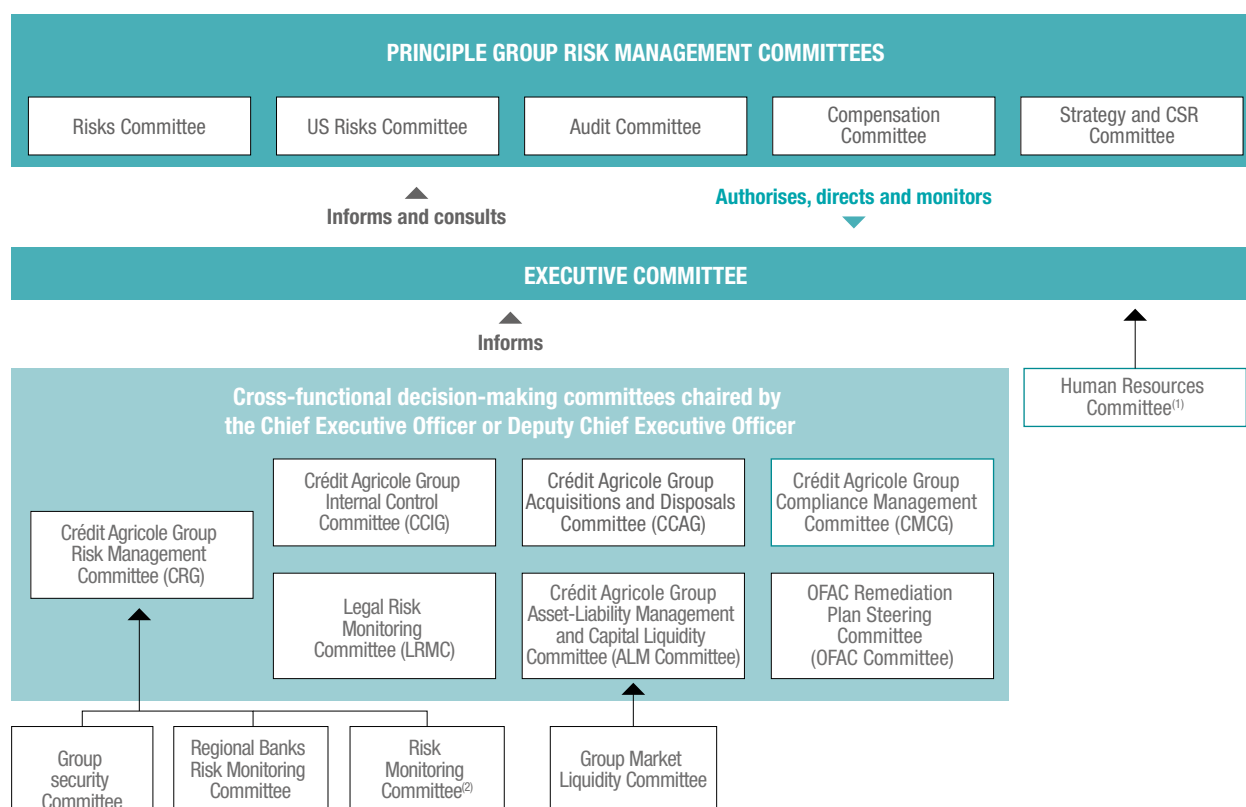 PRINCIPLE GROUP RISK MANAGEMENT COMMITTEES
Risks Committee
US Risks Committee
Audit Committee
Compensation
Committee
Strategy and CSR
Committee
Informs and consults
Authorises, directs and monitors
EXECUTIVE COMMITTEE
Informs
Human Resources
Committee(1)
Cross-functional decision-making committees chaired by
the Chief Executive Officer or Deputy Chief Executive Officer
Crédit Agricole Group
Risk Management
Committee (CRG)
Crédit Agricole Group
Internal Control
Committee (CCIG)
Crédit Agricole Group
Acquisitions and Disposals
Committee (CCAG)
Crédit Agricole Group
Compliance Management
Committee (CMCG)
Legal Risk
Monitoring
Committee (LRMC)
Crédit Agricole Group
Asset-Liability Management
and Capital Liquidity
Committee (ALM Committee)
OFAC Remediation
Plan Steering
Committee
(OFAC Committee)
Group
security
Committee
Regional Banks
Risk Monitoring
Committee
Risk
Monitoring
Committee(2)
Group Market
Liquidity Committee